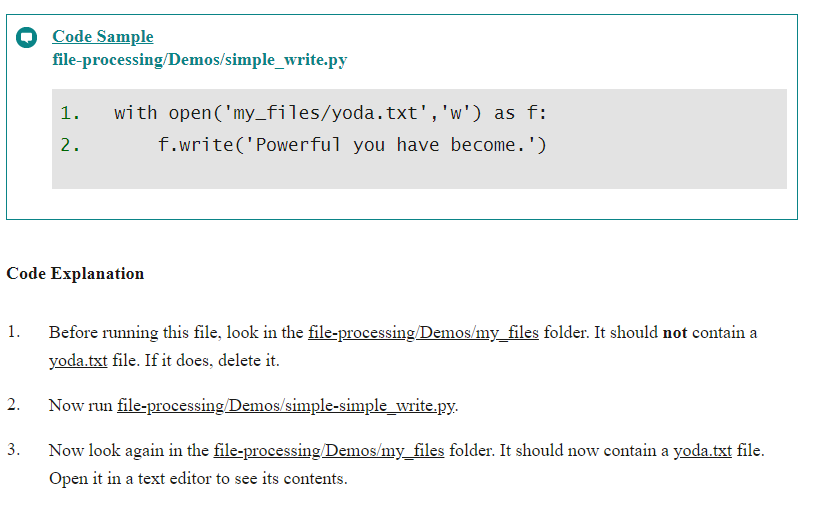 Code Sample
file-processing/Demos/simple_write.py
1. with open('my_files/yoda.txt','w') as f:
2.     f.write('Powerful you have become.')
Code Explanation
1. Before running this file, look in the file-processing/Demos/my_files folder. It should not contain a
yoda.txt file. If it does, delete it.
2. Now run file-processing/Demos/simple-simple_write.py.
3. Now look again in the file-processing/Demos/my_files folder. It should now contain a yoda.txt file.
Open it in a text editor to see its contents.